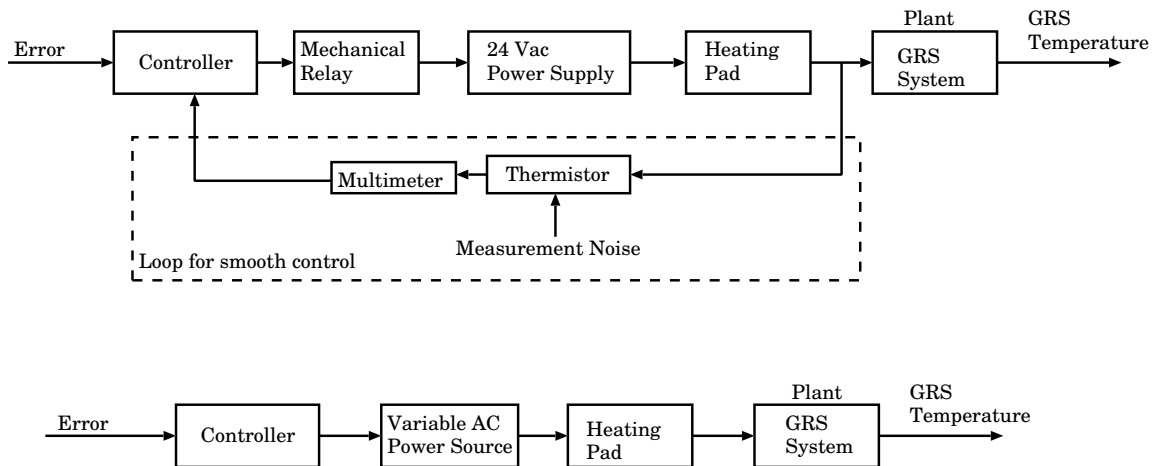 Plant
GRS
Temperature
Error
Controller
Mechanical
Relay
24 Vac
Power Supply
Heating
Pad
GRS
System
Multimeter
Thermistor
Measurement Noise
Loop for smooth control
Plant
GRS
Temperature
Error
Controller
Variable AC
Power Source
Heating
Pad
GRS
System